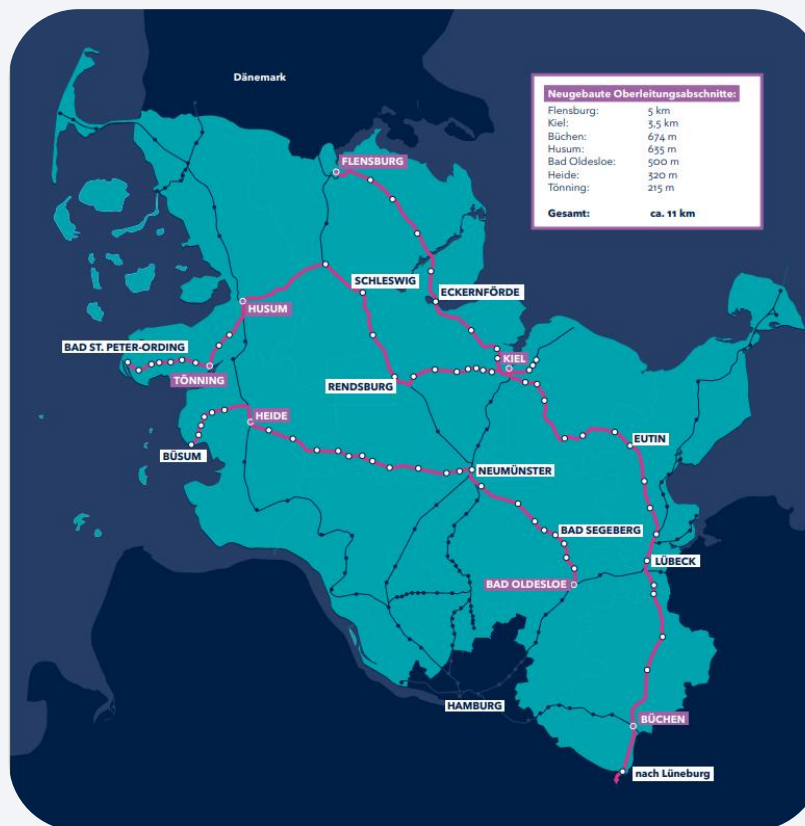 Dänemark
Neugebaute Oberleitungsabschnitte:
Flensburg: 5 km
Kiel: 3,5 km
Büchen: 674 m
Husum: 635 m
Bad Oldesloe: 500 m
Heide: 320 m
Tönning: 215 m
Gesamt: ca. 11 km
FLENSBURG
SCHLESWIG
ECKERNFÖRDE
HUSUM
BAD ST. PETER-ORDING
KIEL
TÖNNING
RENDSBURG
HEIDE
EUTIN
BÜSUM
NEUMÜNSTER
BAD SEGEBERG
LÜBECK
BAD OLDESLOE
HAMBURG
BÜCHEN
nach Lüneburg